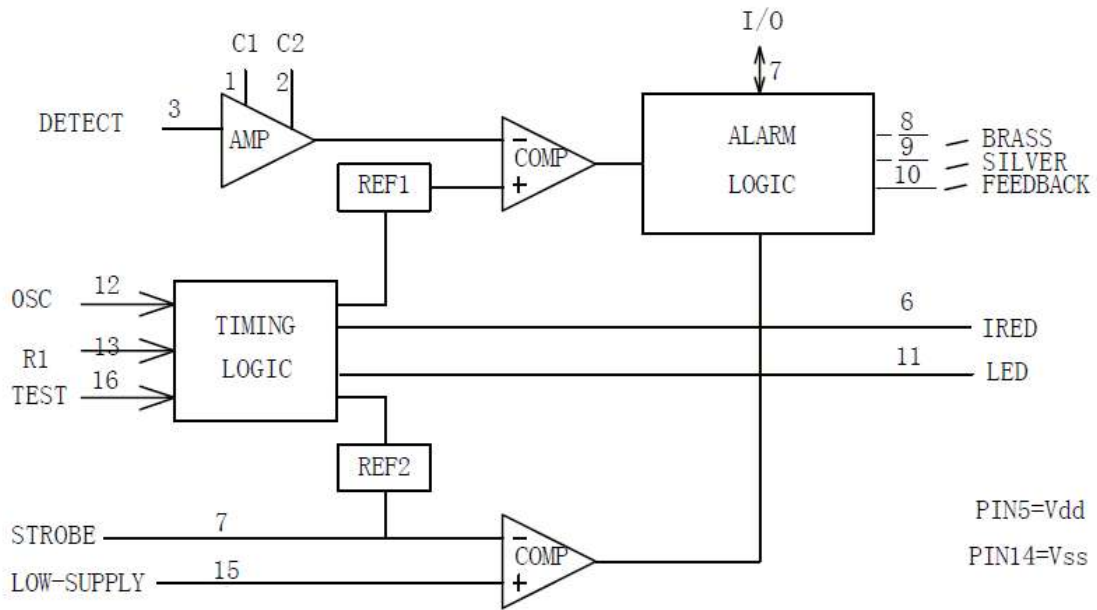 I/O
7
C1 C2
1 2
DETECT 3
AMP
−
COMP
+
REF1
ALARM
LOGIC
8 BRASS
9 SILVER
10 FEEDBACK
OSC 12
R1 13
TEST 16
TIMING
LOGIC
6 IRED
11 LED
REF2
STROBE 7
LOW-SUPPLY 15
−
COMP
+
PIN5=Vdd
PIN14=Vss